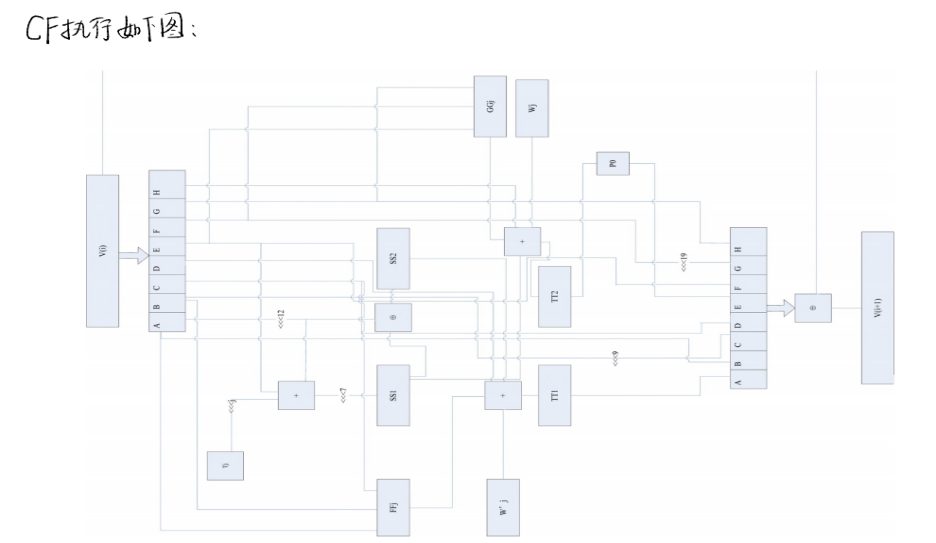 CF执行如下图：
V(i)
A B C D E F G H
GGj
Wj
P0
SS2
+
TT2
<<<19
<<<12
⊕
<<<9
A B C D E F G H
⊕
V(i+1)
+
<<<7
SS1
+
TT1
<<<j
Tj
FFj
W' j